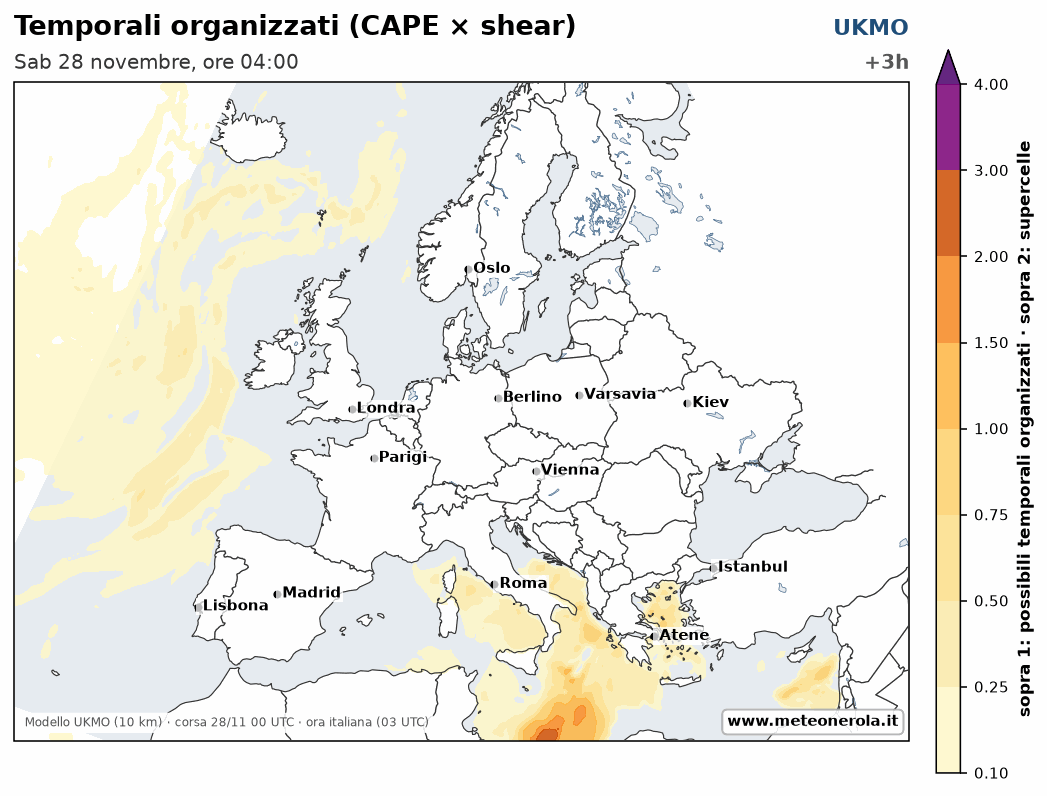 Temporali organizzati (CAPE × shear)
UKMO
Sab 28 novembre, ore 04:00
+3h
4.00
3.00
2.00
1.50
1.00
0.75
0.50
0.25
0.10
sopra 1: possibili temporali organizzati · sopra 2: supercelle
Oslo
Berlino
Varsavia
Kiev
Londra
Parigi
Vienna
Istanbul
Roma
Madrid
Lisbona
Atene
Modello UKMO (10 km) · corsa 28/11 00 UTC · ora italiana (03 UTC)
www.meteonerola.it